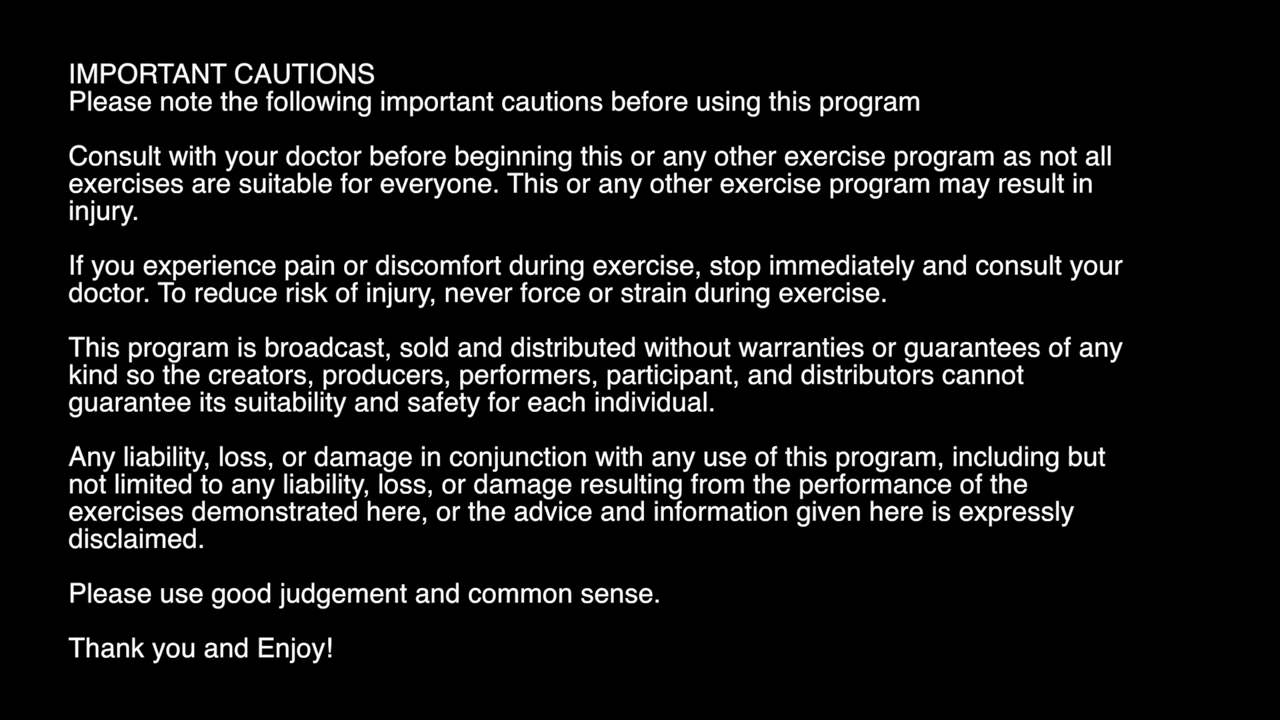 IMPORTANT CAUTIONS
Please note the following important cautions before using this program
Consult with your doctor before beginning this or any other exercise program as not all
exercises are suitable for everyone. This or any other exercise program may result in
injury.
If you experience pain or discomfort during exercise, stop immediately and consult your
doctor. To reduce risk of injury, never force or strain during exercise.
This program is broadcast, sold and distributed without warranties or guarantees of any
kind so the creators, producers, performers, participant, and distributors cannot
guarantee its suitability and safety for each individual.
Any liability, loss, or damage in conjunction with any use of this program, including but
not limited to any liability, loss, or damage resulting from the performance of the
exercises demonstrated here, or the advice and information given here is expressly
disclaimed.
Please use good judgement and common sense.
Thank you and Enjoy!